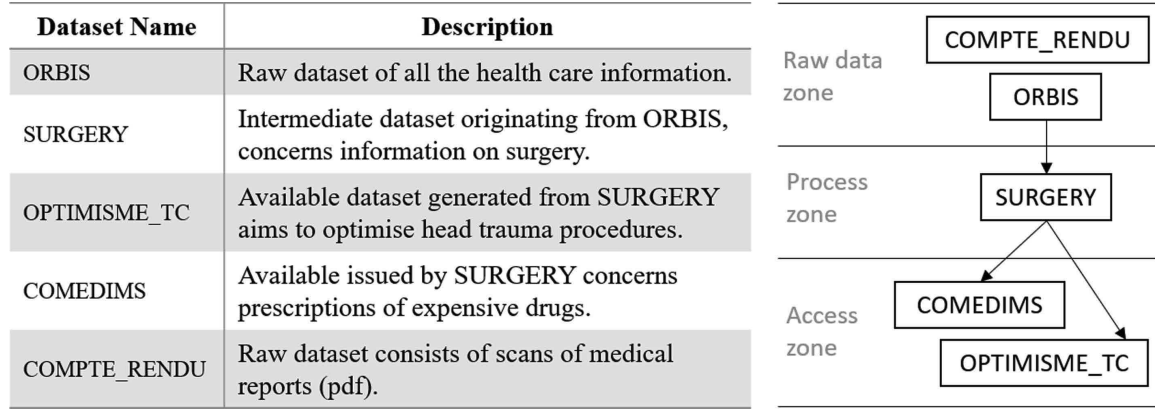 Dataset Name Description
ORBIS Raw dataset of all the health care information.
SURGERY Intermediate dataset originating from ORBIS,
concerns information on surgery.
OPTIMISME_TC Available dataset generated from SURGERY
aims to optimise head trauma procedures.
COMEDIMS Available issued by SURGERY concerns
prescriptions of expensive drugs.
COMPTE_RENDU Raw dataset consists of scans of medical
reports (pdf).
Raw data
zone
COMPTE_RENDU
ORBIS
Process
zone
SURGERY
Access
zone
COMEDIMS
OPTIMISME_TC